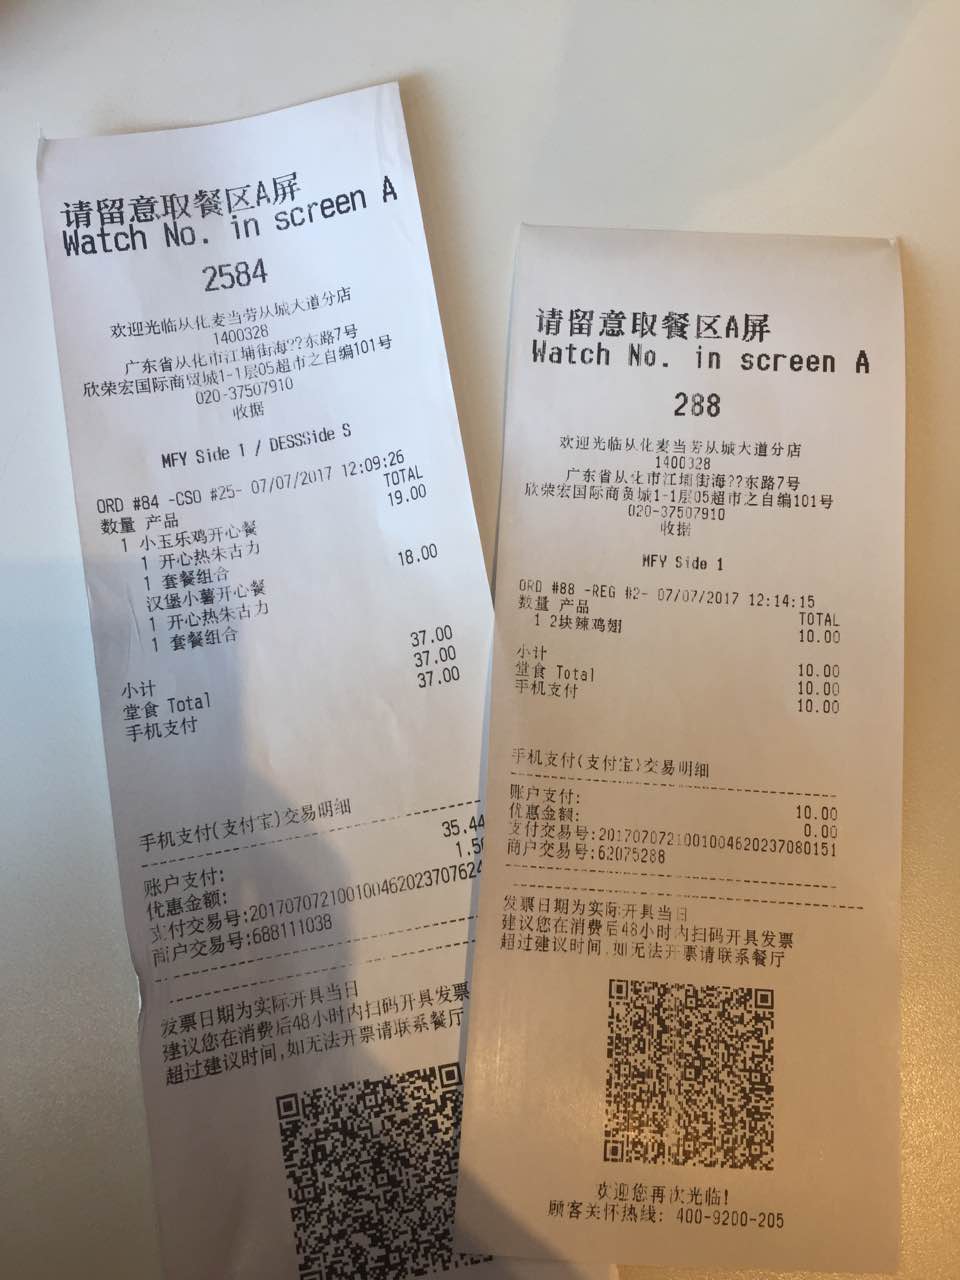 请留意取餐区A屏
Watch No. in screen A
2584
欢迎光临从化麦当劳从城大道分店
1400328
广东省从化市江埔街海??东路7号
欣荣宏国际商贸城1-1层05超市之自编101号
020-37507910
收据
MFY Side 1 / DESSSide S
ORD #84 -CSO #25- 07/07/2017 12:09:26
数量 产品 TOTAL
1 小玉乐鸡开心餐 19.00
1 开心热朱古力
1 套餐组合
汉堡小薯开心餐 18.00
1 开心热朱古力
1 套餐组合
小计 37.00
堂食 Total 37.00
手机支付 37.00
手机支付(支付宝)交易明细
账户支付: 35.44
优惠金额: 1.5
支付交易号:201707072100100462023707624
商户交易号:688111038
发票日期为实际开具当日
建议您在消费后48小时内扫码开具发票
超过建议时间,如无法开票请联系餐厅
请留意取餐区A屏
Watch No. in screen A
288
欢迎光临从化麦当劳从城大道分店
1400328
广东省从化市江埔街海??东路7号
欣荣宏国际商贸城1-1层05超市之自编101号
020-37507910
收据
MFY Side 1
ORD #88 -REG #2- 07/07/2017 12:14:15
数量 产品 TOTAL
1 2块辣鸡翅 10.00
小计 10.00
堂食 Total 10.00
手机支付 10.00
手机支付(支付宝)交易明细
账户支付: 10.00
优惠金额: 0.00
支付交易号:2017070721001004620237080151
商户交易号:62075288
发票日期为实际开具当日
建议您在消费后48小时内扫码开具发票
超过建议时间,如无法开票请联系餐厅
欢迎您再次光临!
顾客关怀热线: 400-9200-205